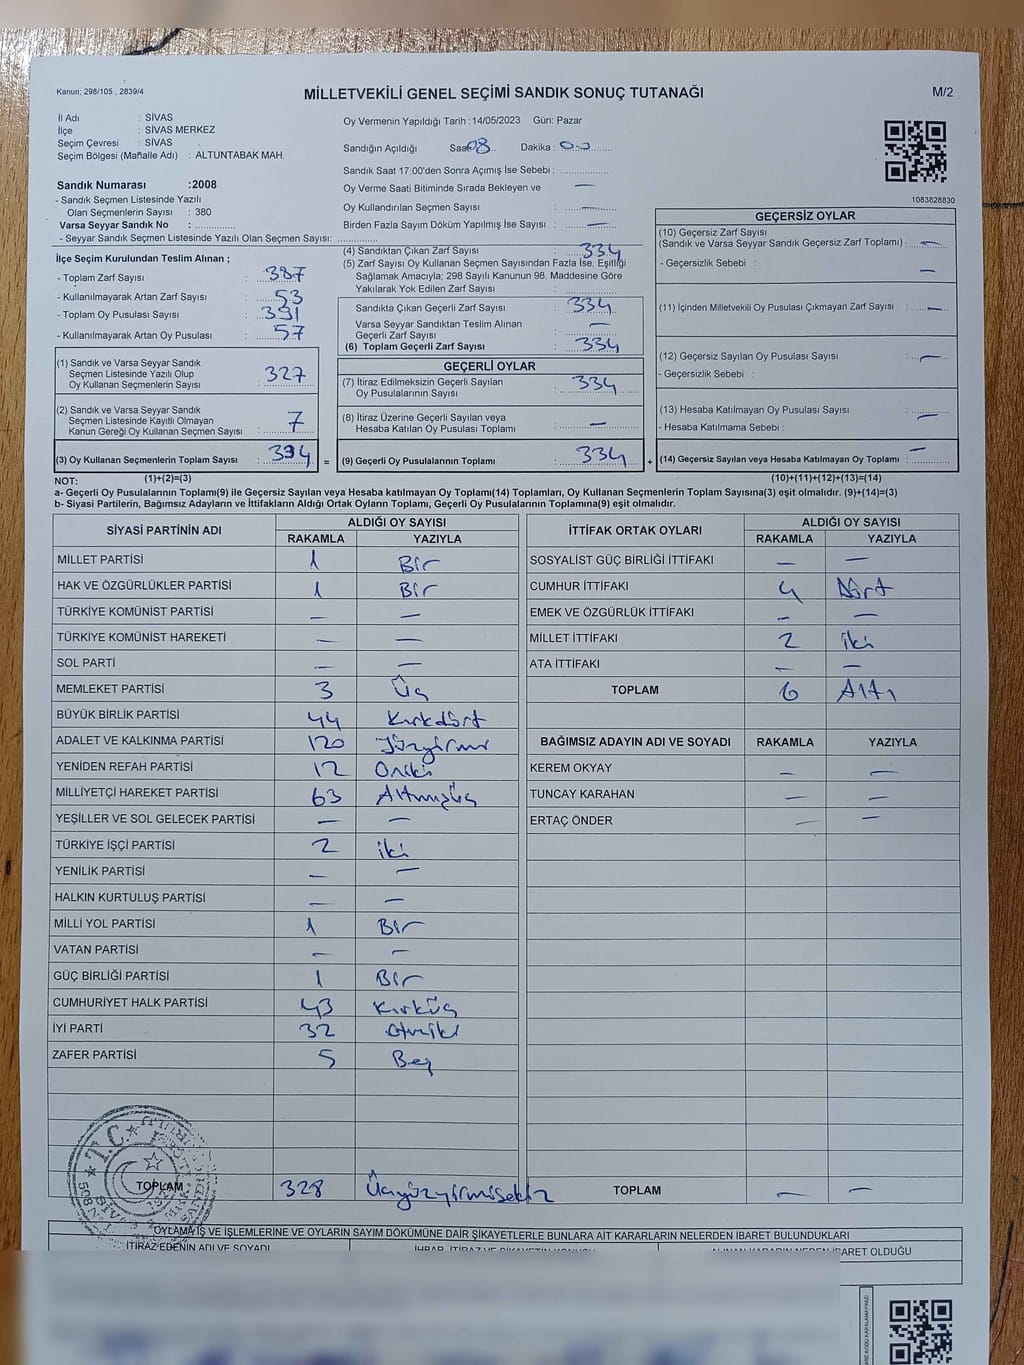 Kanun; 298/105 , 2839/4
MİLLETVEKİLİ GENEL SEÇİMİ SANDIK SONUÇ TUTANAĞI
M/2
İl Adı : SİVAS
İlçe : SİVAS MERKEZ
Seçim Çevresi : SİVAS
Seçim Bölgesi (Mahalle Adı) : ALTUNTABAK MAH.
Sandık Numarası :2008
- Sandık Seçmen Listesinde Yazılı
Olan Seçmenlerin Sayısı : 380
Varsa Seyyar Sandık No :
- Seyyar Sandık Seçmen Listesinde Yazılı Olan Seçmen Sayısı:
Oy Vermenin Yapıldığı Tarih :14/05/2023 Gün: Pazar
Sandığın Açıldığı Saat 08 Dakika : 00
Sandık Saat 17:00'den Sonra Açımış İse Sebebi :
Oy Verme Saati Bitiminde Sırada Bekleyen ve
Oy Kullandırılan Seçmen Sayısı : —
Birden Fazla Sayım Döküm Yapılmış İse Sayısı : —
1083828830
İlçe Seçim Kurulundan Teslim Alınan ;
- Toplam Zarf Sayısı : 387
- Kullanılmayarak Artan Zarf Sayısı : 53
- Toplam Oy Pusulası Sayısı : 391
- Kullanılmayarak Artan Oy Pusulası : 57
(1) Sandık ve Varsa Seyyar Sandık
Seçmen Listesinde Yazılı Olup
Oy Kullanan Seçmenlerin Sayısı : 327
(2) Sandık ve Varsa Seyyar Sandık
Seçmen Listesinde Kayıtlı Olmayan
Kanun Gereği Oy Kullanan Seçmen Sayısı : 7
(3) Oy Kullanan Seçmenlerin Toplam Sayısı : 334 =
(4) Sandıktan Çıkan Zarf Sayısı : 334
(5) Zarf Sayısı Oy Kullanan Seçmen Sayısından Fazla İse, Eşitliği
Sağlamak Amacıyla; 298 Sayılı Kanunun 98. Maddesine Göre
Yakılarak Yok Edilen Zarf Sayısı :
Sandıkta Çıkan Geçerli Zarf Sayısı : 334
Varsa Seyyar Sandıktan Teslim Alınan
Geçerli Zarf Sayısı : —
(6) Toplam Geçerli Zarf Sayısı : 334
GEÇERLİ OYLAR
(7) İtiraz Edilmeksizin Geçerli Sayılan
Oy Pusulalarının Sayısı : 334
(8) İtiraz Üzerine Geçerli Sayılan veya
Hesaba Katılan Oy Pusulası Toplamı : —
(9) Geçerli Oy Pusulalarının Toplamı : 334 +
GEÇERSİZ OYLAR
(10) Geçersiz Zarf Sayısı
(Sandık ve Varsa Seyyar Sandık Geçersiz Zarf Toplamı) : —
- Geçersizlik Sebebi : —
(11) İçinden Milletvekili Oy Pusulası Çıkmayan Zarf Sayısı : —
(12) Geçersiz Sayılan Oy Pusulası Sayısı : —
- Geçersizlik Sebebi :
(13) Hesaba Katılmayan Oy Pusulası Sayısı : —
- Hesaba Katılmama Sebebi :
(14) Geçersiz Sayılan veya Hesaba Katılmayan Oy Toplamı : —
NOT: (1)+(2)=(3) (10)+(11)+(12)+(13)=(14)
a- Geçerli Oy Pusulalarının Toplamı(9) ile Geçersiz Sayılan veya Hesaba katılmayan Oy Toplamı(14) Toplamları, Oy Kullanan Seçmenlerin Toplam Sayısına(3) eşit olmalıdır. (9)+(14)=(3)
b- Siyasi Partilerin, Bağımsız Adayların ve İttifakların Aldığı Ortak Oyların Toplamı, Geçerli Oy Pusulalarının Toplamına(9) eşit olmalıdır.
SİYASİ PARTİNİN ADI ALDIĞI OY SAYISI
RAKAMLA YAZIYLA
MİLLET PARTİSİ 1 Bir
HAK VE ÖZGÜRLÜKLER PARTİSİ 1 Bir
TÜRKİYE KOMÜNİST PARTİSİ — —
TÜRKİYE KOMÜNİST HAREKETİ — —
SOL PARTİ — —
MEMLEKET PARTİSİ 3 Üç
BÜYÜK BİRLİK PARTİSİ 44 Kırkdört
ADALET VE KALKINMA PARTİSİ 120 Yüzyirmi
YENİDEN REFAH PARTİSİ 12 Oniki
MİLLİYETÇİ HAREKET PARTİSİ 63 Altmışüç
YEŞİLLER VE SOL GELECEK PARTİSİ — —
TÜRKİYE İŞÇİ PARTİSİ 2 iki
YENİLİK PARTİSİ — —
HALKIN KURTULUŞ PARTİSİ — —
MİLLİ YOL PARTİSİ 1 Bir
VATAN PARTİSİ — —
GÜÇ BİRLİĞİ PARTİSİ 1 Bir
CUMHURİYET HALK PARTİSİ 43 Kırküç
İYİ PARTİ 32 Otuziki
ZAFER PARTİSİ 5 Beş
TOPLAM 328 Üçyüzyirmisekiz
İTTİFAK ORTAK OYLARI ALDIĞI OY SAYISI
RAKAMLA YAZIYLA
SOSYALİST GÜÇ BİRLİĞİ İTTİFAKI — —
CUMHUR İTTİFAKI 4 Dört
EMEK VE ÖZGÜRLÜK İTTİFAKI — —
MİLLET İTTİFAKI 2 iki
ATA İTTİFAKI — —
TOPLAM 6 Altı
BAĞIMSIZ ADAYIN ADI VE SOYADI RAKAMLA YAZIYLA
KEREM OKYAY — —
TUNCAY KARAHAN — —
ERTAÇ ÖNDER — —
TOPLAM — —
T.C.
OYLAMA İŞ VE İŞLEMLERİNE VE OYLARIN SAYIM DÖKÜMÜNE DAİR ŞİKAYETLERLE BUNLARA AİT KARARLARIN NELERDEN İBARET BULUNDUKLARI
İTİRAZ EDENİN ADI VE SOYADI